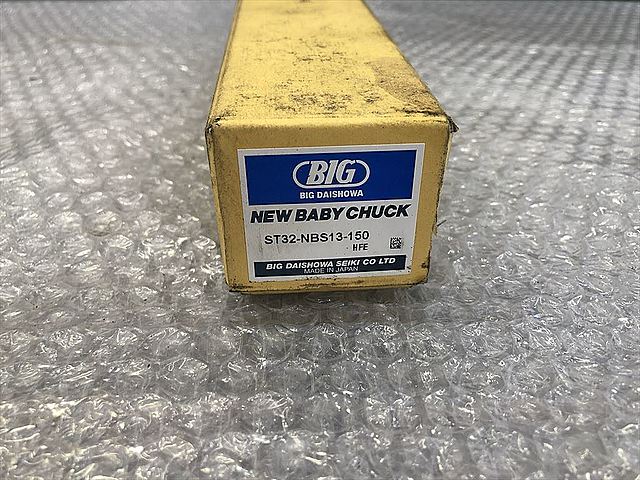 BIG
BIG DAISHOWA
NEW BABY CHUCK
ST32-NBS13-150
HFE
BIG DAISHOWA SEIKI CO LTD
MADE IN JAPAN